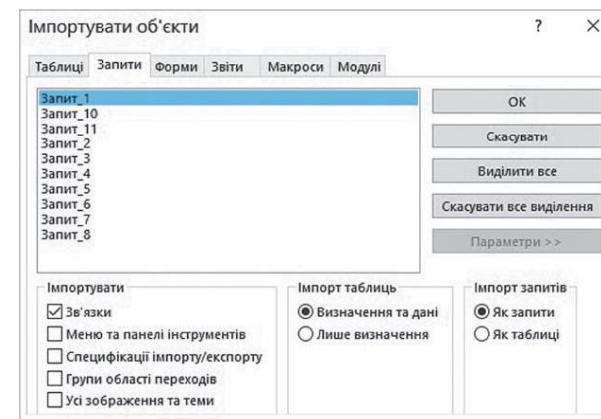 Імпортувати об'єкти ? ×
Таблиці Запити Форми Звіти Макроси Модулі
Запит_1
Запит_10
Запит_11
Запит_2
Запит_3
Запит_4
Запит_5
Запит_6
Запит_7
Запит_8
ОК
Скасувати
Виділити все
Скасувати все виділення
Параметри >>
Імпортувати
Зв'язки
Меню та панелі інструментів
Специфікації імпорту/експорту
Групи області переходів
Усі зображення та теми
Імпорт таблиць
Визначення та дані
Лише визначення
Імпорт запитів
Як запити
Як таблиці